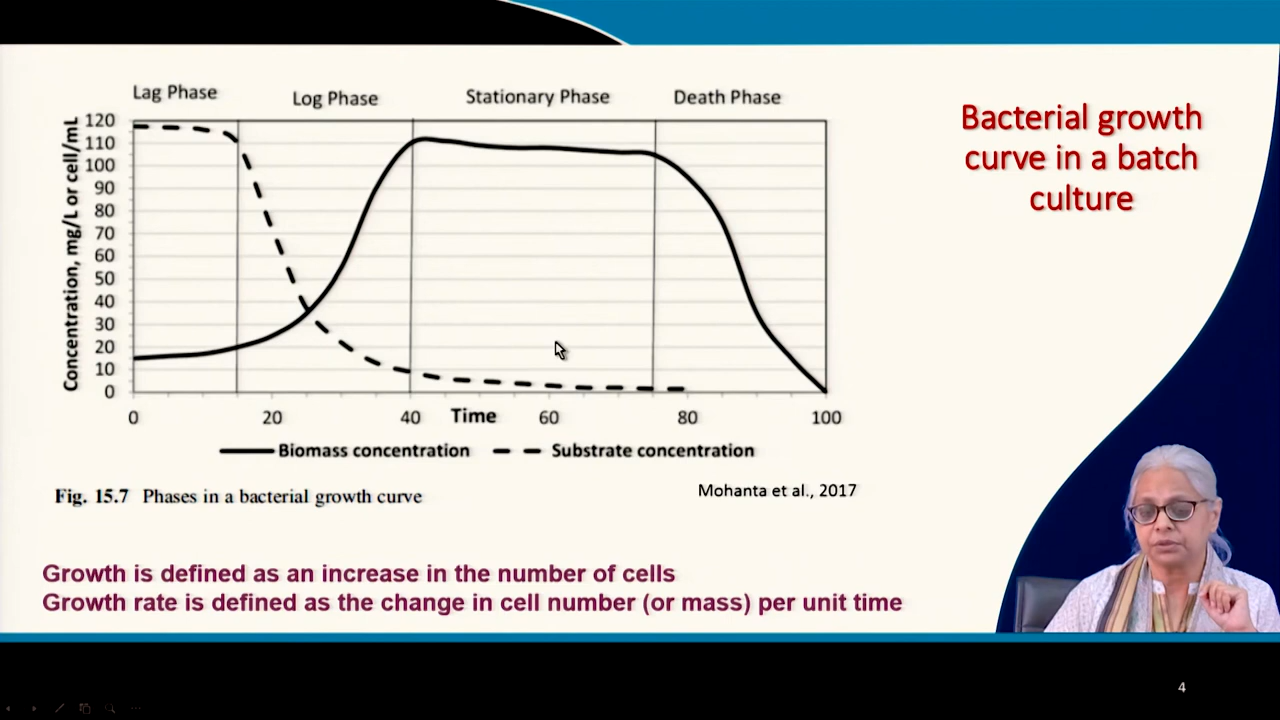 Lag Phase Log Phase Stationary Phase Death Phase
Concentration, mg/L or cell/mL
120
110
100
90
80
70
60
50
40
30
20
10
0
0 20 40 Time 60 80 100
Biomass concentration Substrate concentration
Fig. 15.7 Phases in a bacterial growth curve
Mohanta et al., 2017
Bacterial growth
curve in a batch
culture
Growth is defined as an increase in the number of cells
Growth rate is defined as the change in cell number (or mass) per unit time
4